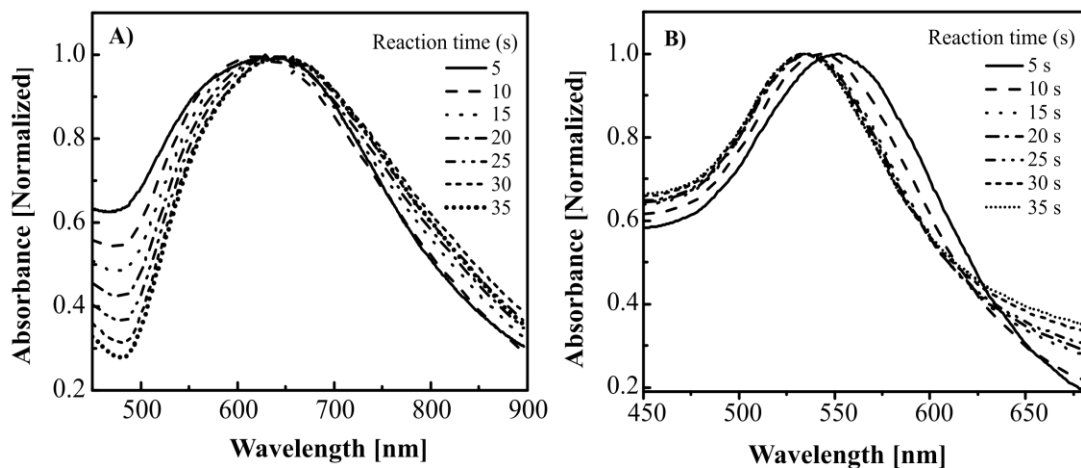 A)
Reaction time (s)
5
10
15
20
25
30
35
1.0
0.8
0.6
0.4
0.2
Absorbance [Normalized]
500 600 700 800 900
Wavelength [nm]
B)
Reaction time (s)
5 s
10 s
15 s
20 s
25 s
30 s
35 s
1.0
0.8
0.6
0.4
0.2
Absorbance [Normalized]
450 500 550 600 650
Wavelength [nm]